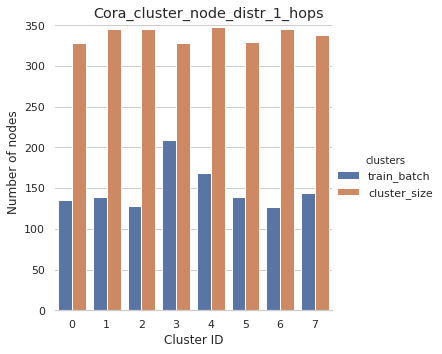 Cora_cluster_node_distr_1_hops
350
300
250
200
150
100
50
0
Number of nodes
0 1 2 3 4 5 6 7
Cluster ID
clusters
train_batch
cluster_size